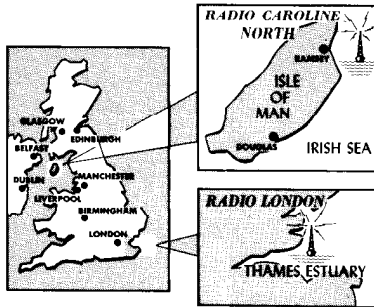 GLASGOW
EDINBURGH
BELFAST
DUBLIN
MANCHESTER
LIVERPOOL
BIRMINGHAM
LONDON
RADIO CAROLINE
NORTH
RAMSEY
ISLE
OF
MAN
DOUGLAS
IRISH SEA
RADIO LONDON
THAMES ESTUARY